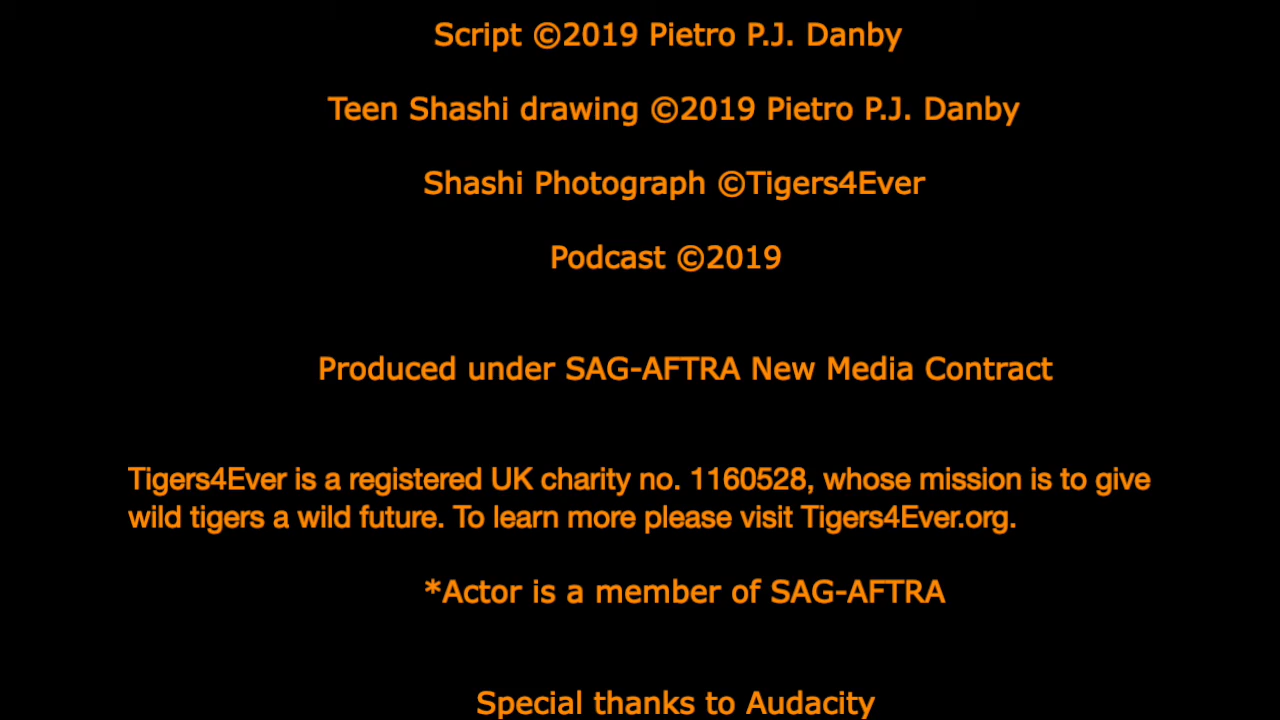 Script ©2019 Pietro P.J. Danby
Teen Shashi drawing ©2019 Pietro P.J. Danby
Shashi Photograph ©Tigers4Ever
Podcast ©2019
Produced under SAG-AFTRA New Media Contract
Tigers4Ever is a registered UK charity no. 1160528, whose mission is to give
wild tigers a wild future. To learn more please visit Tigers4Ever.org.
*Actor is a member of SAG-AFTRA
Special thanks to Audacity